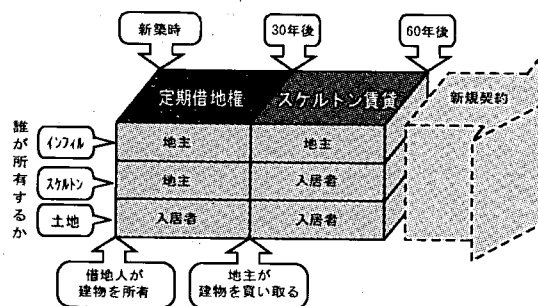 新築時
30年後
60年後
定期借地権
スケルトン賃貸
新規契約
誰が所有するか
インフィル
地主
地主
スケルトン
地主
入居者
土地
入居者
入居者
借地人が
建物を所有
地主が
建物を買い取る